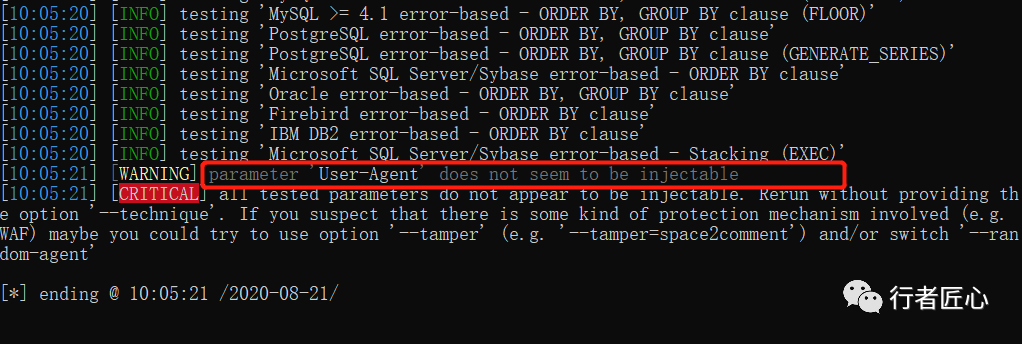 [10:05:20] [INFO] testing 'MySQL >= 4.1 error-based - ORDER BY, GROUP BY clause (FLOOR)'
[10:05:20] [INFO] testing 'PostgreSQL error-based - ORDER BY, GROUP BY clause'
[10:05:20] [INFO] testing 'PostgreSQL error-based - ORDER BY, GROUP BY clause (GENERATE_SERIES)'
[10:05:20] [INFO] testing 'Microsoft SQL Server/Sybase error-based - ORDER BY clause'
[10:05:20] [INFO] testing 'Oracle error-based - ORDER BY, GROUP BY clause'
[10:05:20] [INFO] testing 'Firebird error-based - ORDER BY clause'
[10:05:20] [INFO] testing 'IBM DB2 error-based - ORDER BY clause'
[10:05:20] [INFO] testing 'Microsoft SQL Server/Sybase error-based - Stacking (EXEC)'
[10:05:21] [WARNING] parameter 'User-Agent' does not seem to be injectable
[10:05:21] [CRITICAL] all tested parameters do not appear to be injectable. Rerun without providing th
e option '--technique'. If you suspect that there is some kind of protection mechanism involved (e.g.
WAF) maybe you could try to use option '--tamper' (e.g. '--tamper=space2comment') and/or switch '--ran
dom-agent'
[*] ending @ 10:05:21 /2020-08-21/
行者匠心